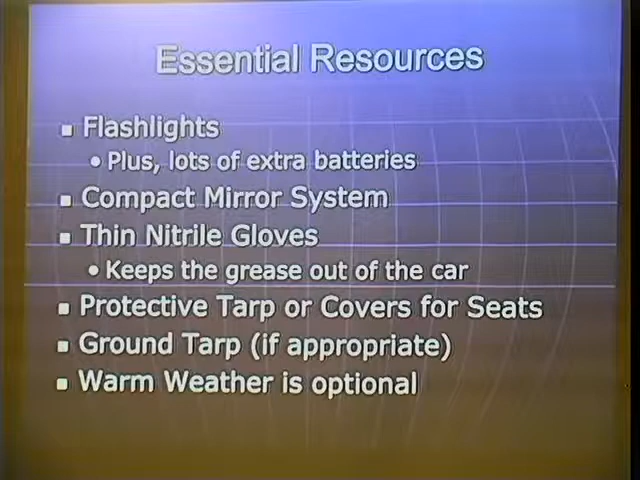 Essential Resources
▪ Flashlights
• Plus, lots of extra batteries
▪ Compact Mirror System
▪ Thin Nitrile Gloves
• Keeps the grease out of the car
▪ Protective Tarp or Covers for Seats
▪ Ground Tarp (if appropriate)
▪ Warm Weather is optional